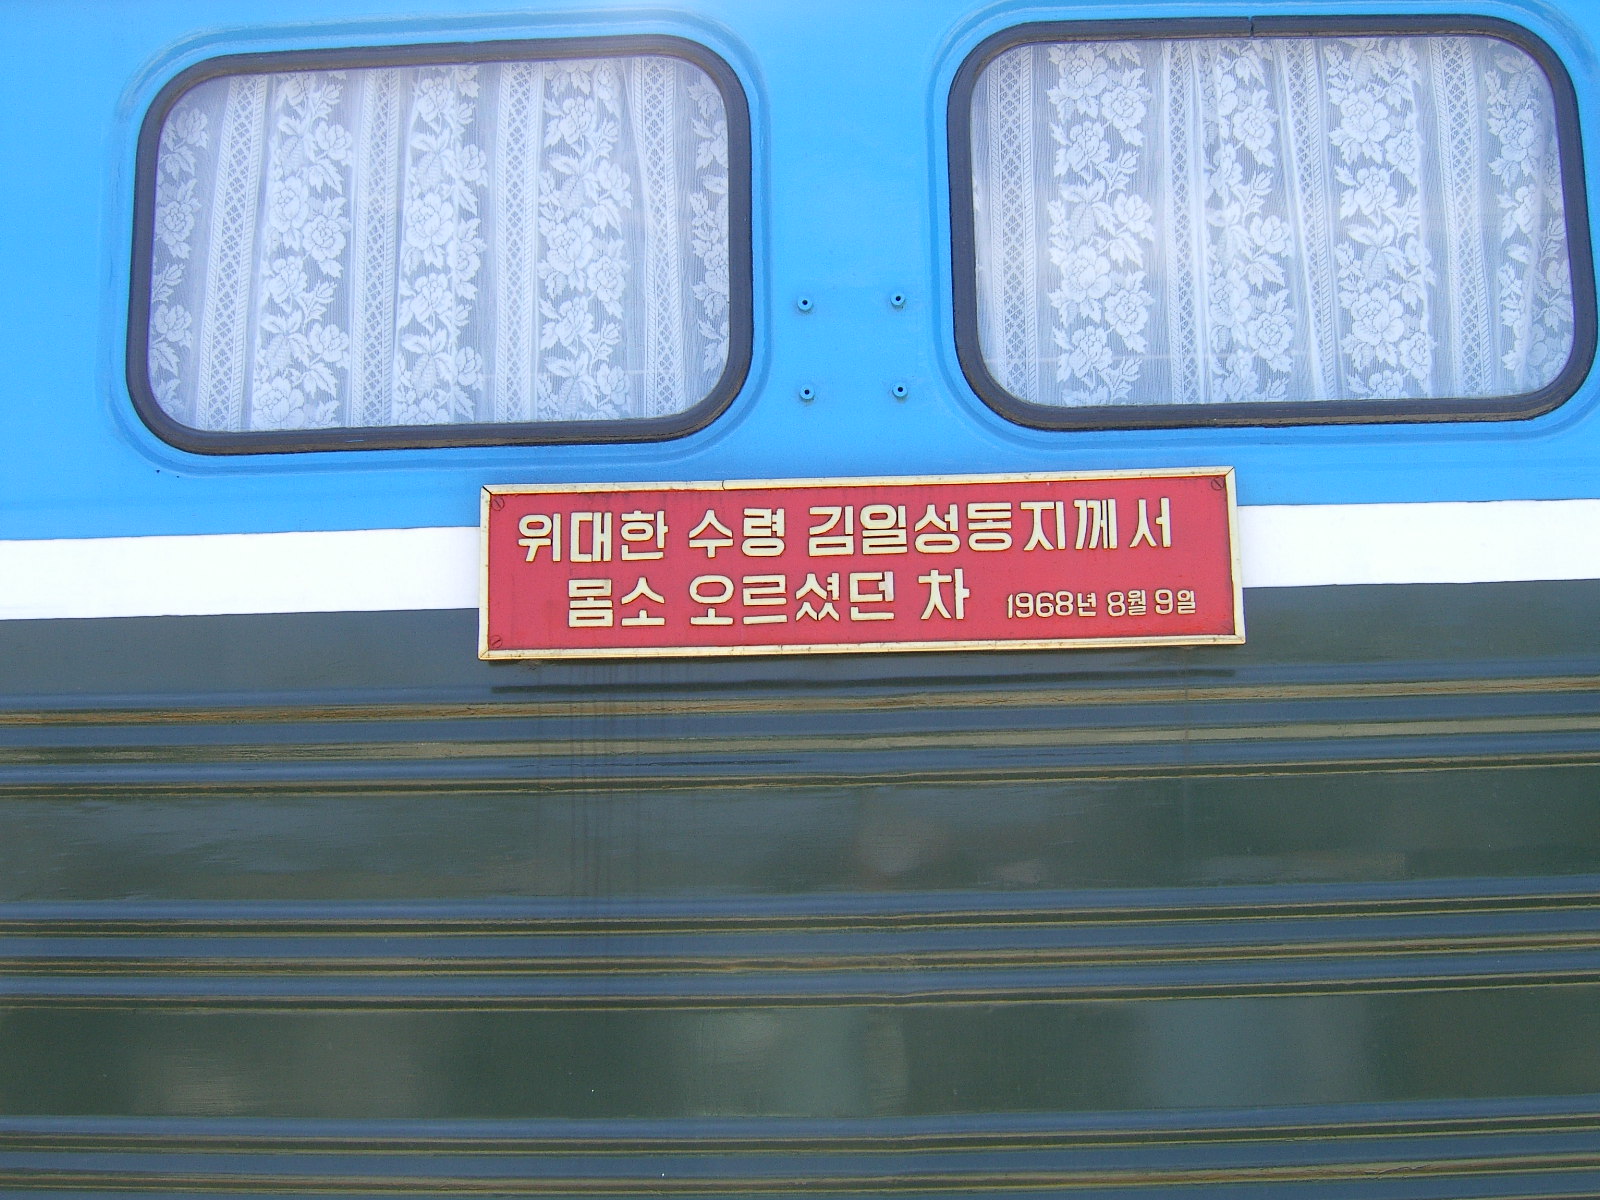 위대한 수령 김일성동지께서
몸소 오르셨던 차 1968년 8월 9일